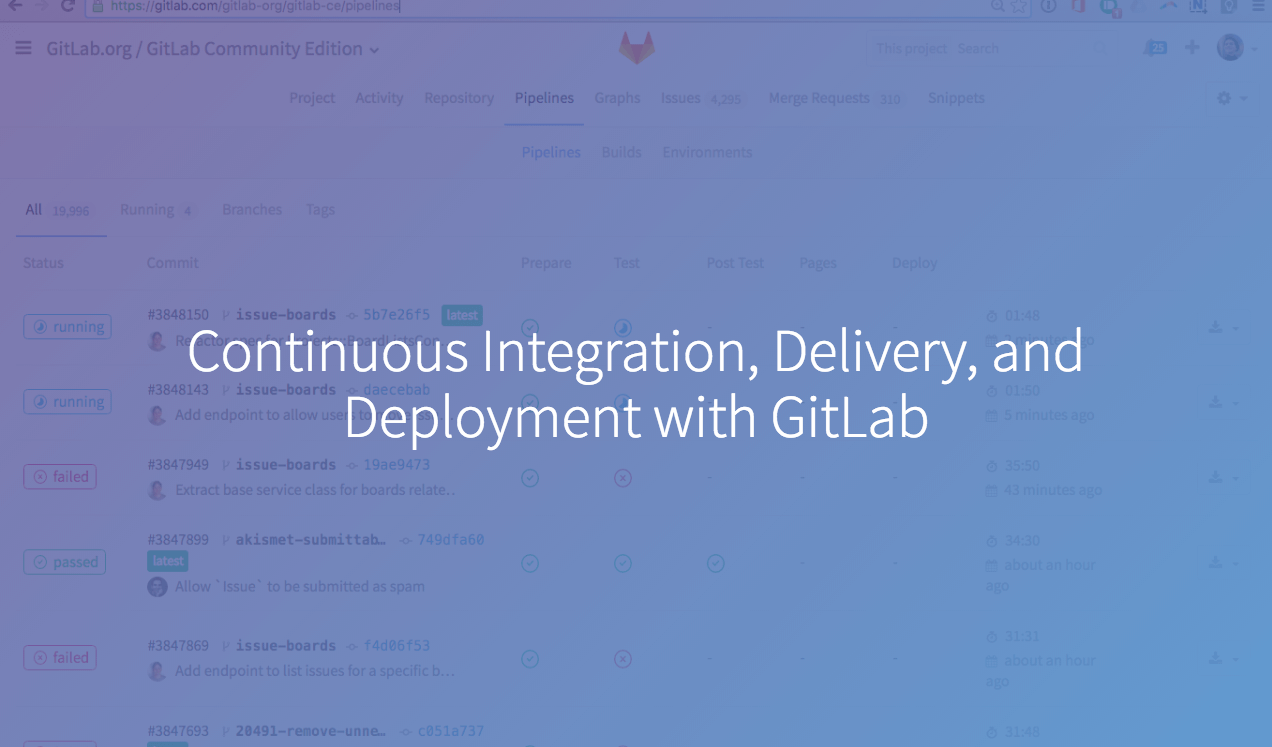 https://gitlab.com/gitlab-org/gitlab-ce/pipelines
GitLab.org / GitLab Community Edition
This project Search
25
Project Activity Repository Pipelines Graphs Issues 4,295 Merge Requests 310 Snippets
Pipelines Builds Environments
All 19,996 Running 4 Branches Tags
Status Commit Prepare Test Post Test Pages Deploy
running #3848150 issue-boards 5b7e26f5 latest - - - 01:48
Continuous Integration, Delivery, and
running #3848143 issue-boards daecebab 01:50
Add endpoint to allow users 5 minutes ago
Deployment with GitLab
failed #3847949 issue-boards 19ae9473 - - - 35:50
Extract base service class for boards relate.. 43 minutes ago
passed #3847899 akismet-submittab… 749dfa60 - - 34:30
latest about an hour
Allow `Issue` to be submitted as spam ago
failed #3847869 issue-boards f4d06f53 - - - 31:31
Add endpoint to list issues for a specific b… about an hour
ago
#3847693 20491-remove-unne… c051a737 31:48